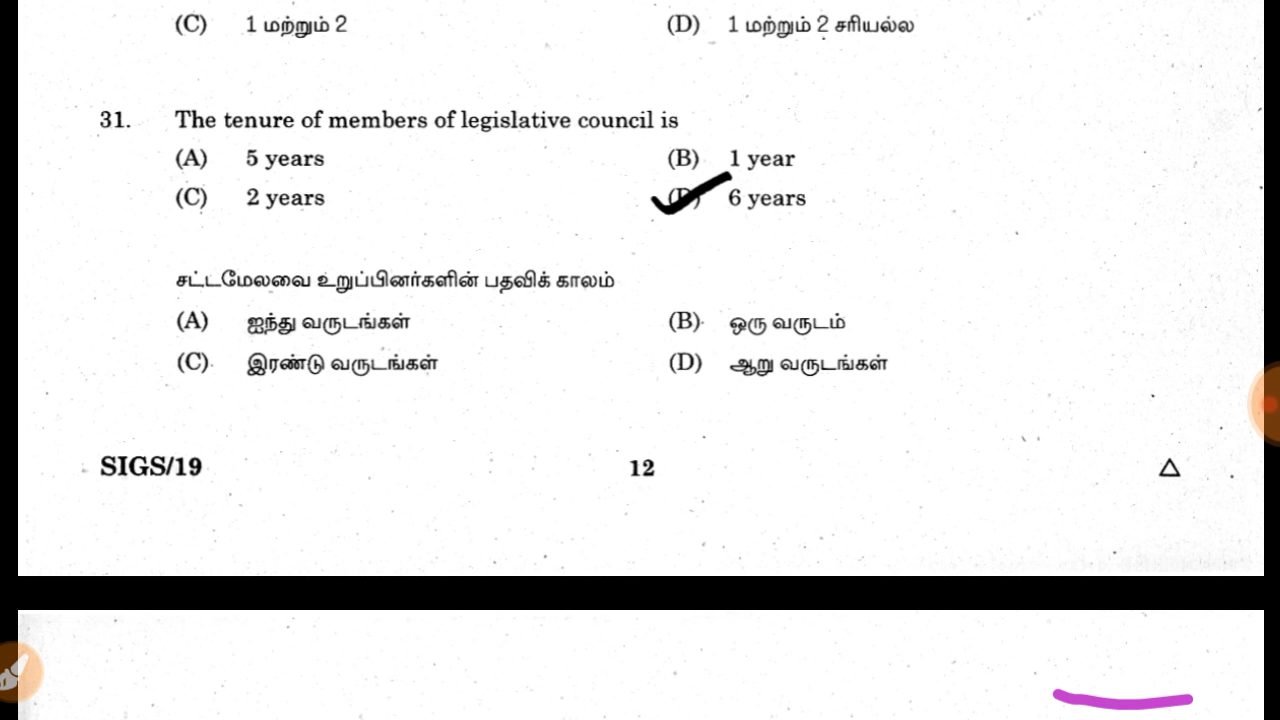 (C) 1 மற்றும் 2 (D) 1 மற்றும் 2 சரியல்ல
31. The tenure of members of legislative council is
(A) 5 years (B) 1 year
(C) 2 years (D) 6 years
சட்டமேலவை உறுப்பினர்களின் பதவிக் காலம்
(A) ஐந்து வருடங்கள் (B) ஒரு வருடம்
(C) இரண்டு வருடங்கள் (D) ஆறு வருடங்கள்
SIGS/19 12 △